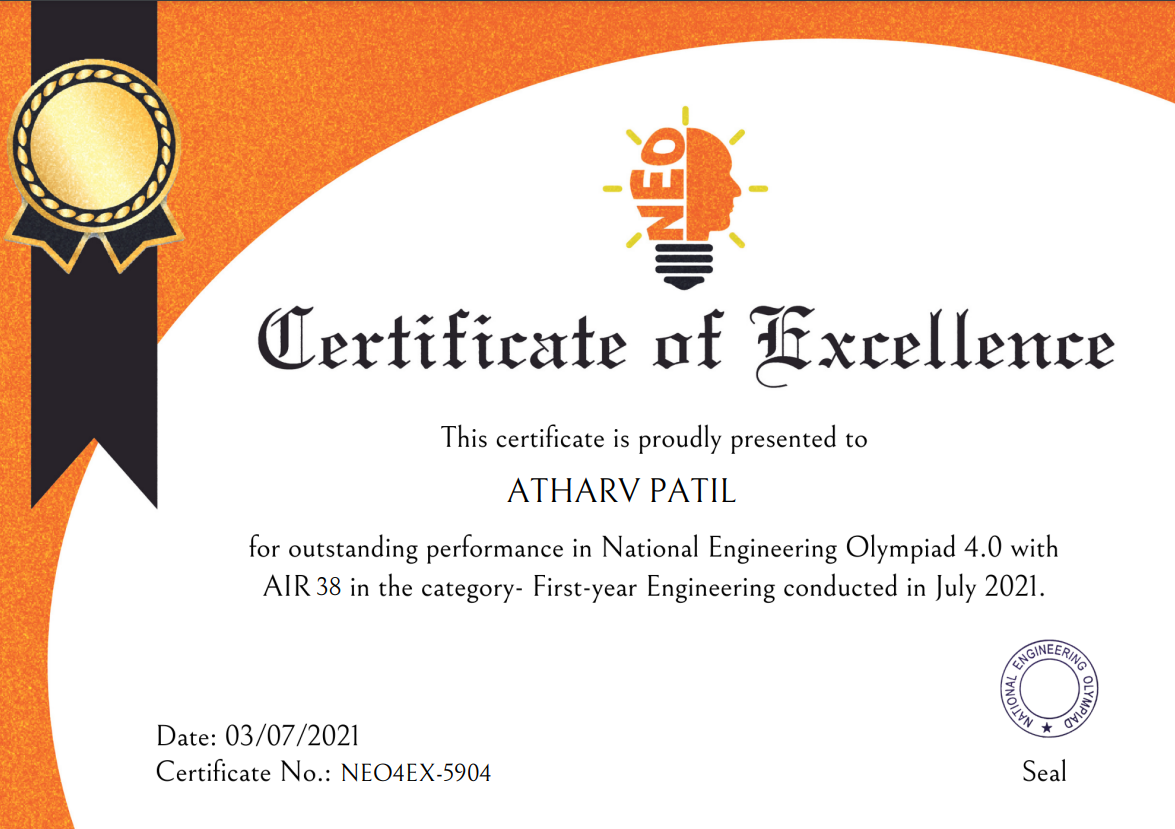 NEO
Certificate of Excellence
This certificate is proudly presented to
ATHARV PATIL
for outstanding performance in National Engineering Olympiad 4.0 with
AIR 38 in the category- First-year Engineering conducted in July 2021.
NATIONAL ENGINEERING OLYMPIAD ★
Date: 03/07/2021
Certificate No.: NEO4EX-5904
Seal